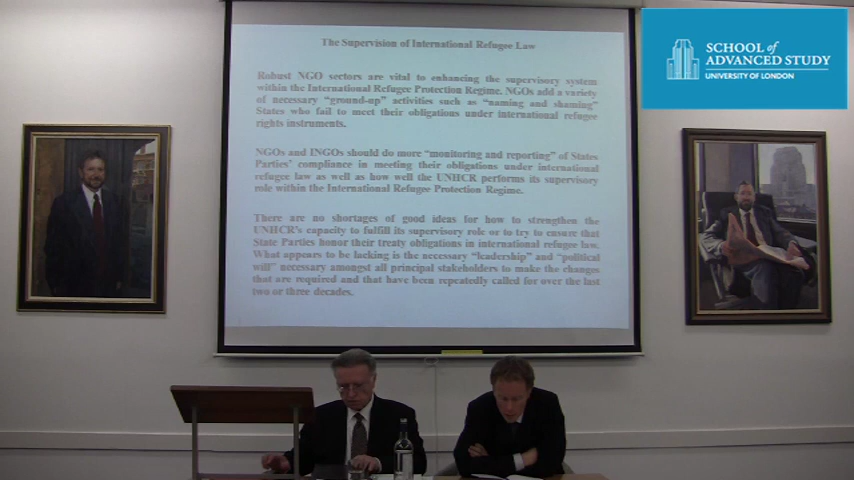 The Supervision of International Refugee Law
Robust NGO sectors are vital to enhancing the supervisory system
within the International Refugee Protection Regime. NGOs add a variety
of necessary “ground-up” activities such as “naming and shaming”
States who fail to meet their obligations under international refugee
rights instruments.
NGOs and INGOs should do more “monitoring and reporting” of States
Parties’ compliance in meeting their obligations under international
refugee law as well as how well the UNHCR performs its supervisory
role within the International Refugee Protection Regime.
There are no shortages of good ideas for how to strengthen the
UNHCR’s capacity to fulfill its supervisory role or to try to ensure that
State Parties honor their treaty obligations in international refugee law.
What appears to be lacking is the necessary “leadership” and “political
will” necessary amongst all principal stakeholders to make the changes
that are required and that have been repeatedly called for over the last
two or three decades.
SCHOOL of
ADVANCED STUDY
UNIVERSITY OF LONDON